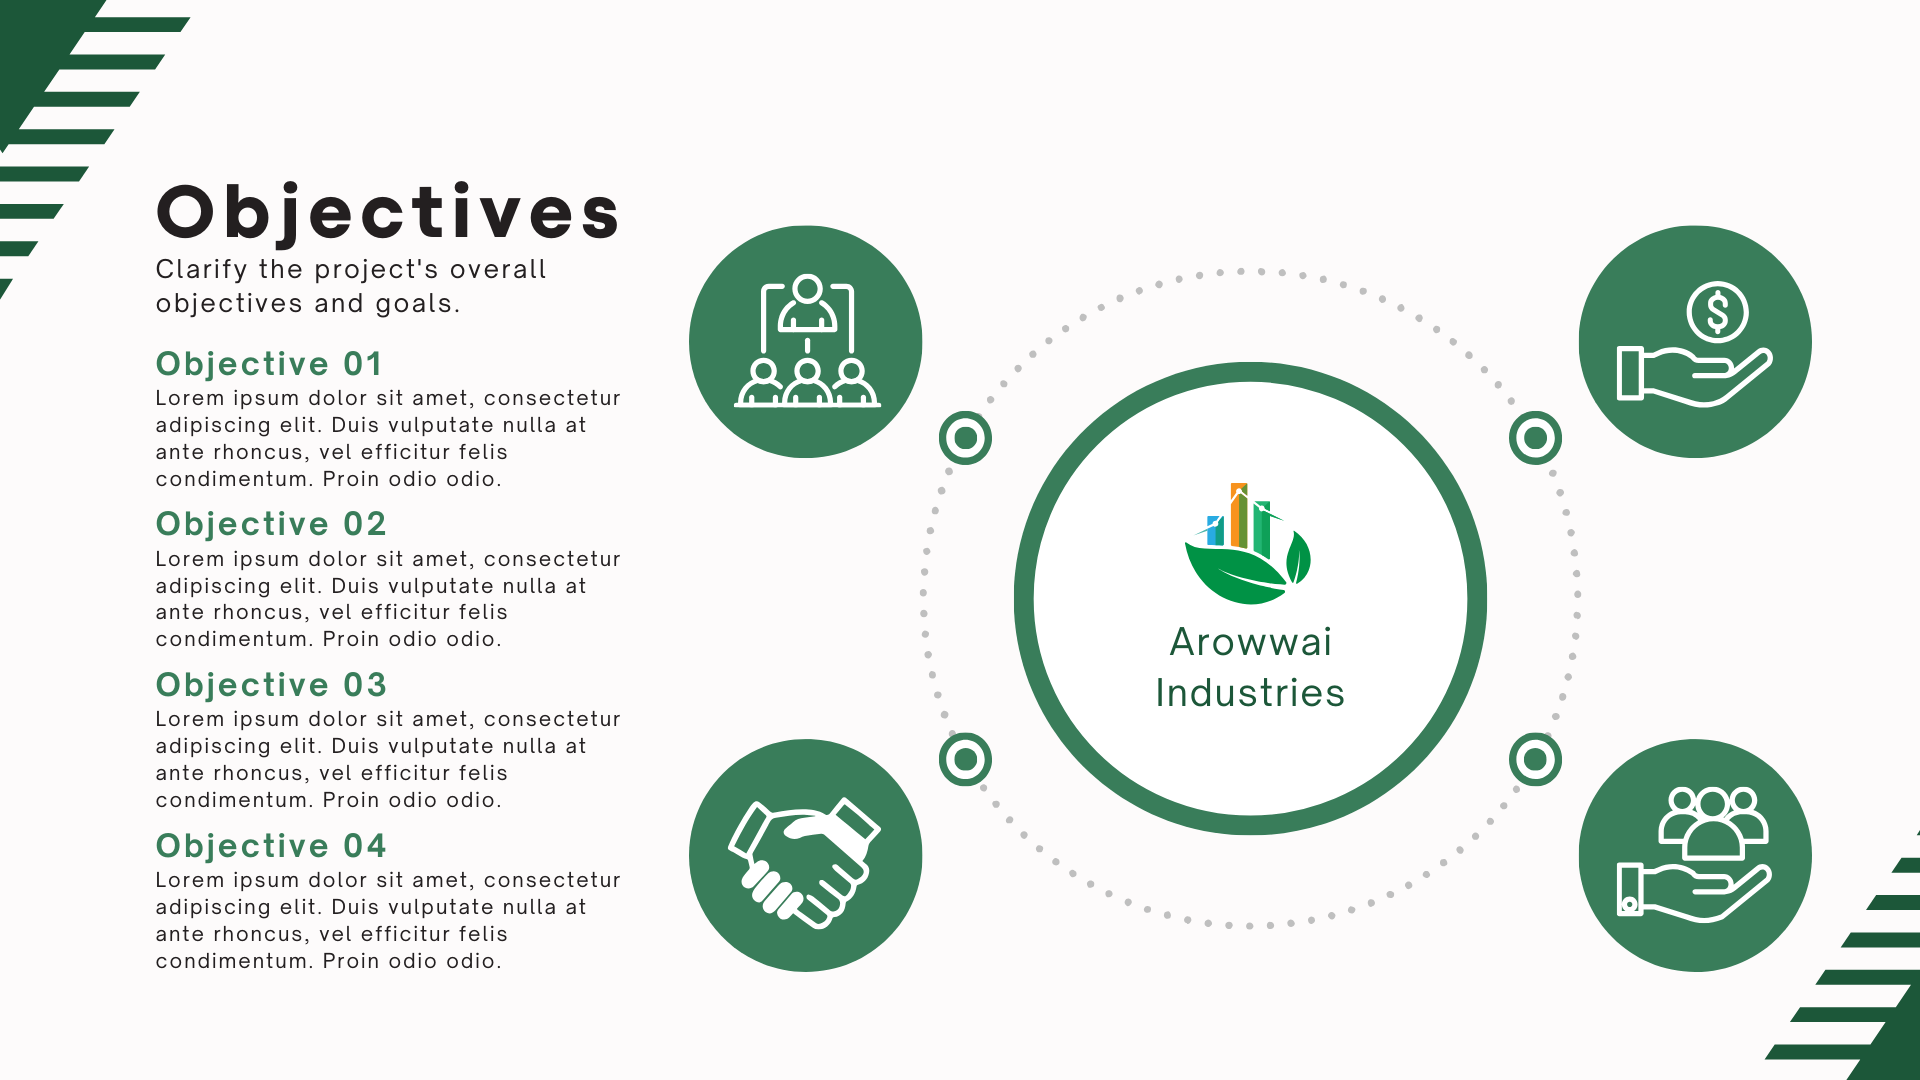 Objectives
Clarify the project's overall
objectives and goals.
Objective 01
Lorem ipsum dolor sit amet, consectetur
adipiscing elit. Duis vulputate nulla at
ante rhoncus, vel efficitur felis
condimentum. Proin odio odio.
Objective 02
Lorem ipsum dolor sit amet, consectetur
adipiscing elit. Duis vulputate nulla at
ante rhoncus, vel efficitur felis
condimentum. Proin odio odio.
Objective 03
Lorem ipsum dolor sit amet, consectetur
adipiscing elit. Duis vulputate nulla at
ante rhoncus, vel efficitur felis
condimentum. Proin odio odio.
Objective 04
Lorem ipsum dolor sit amet, consectetur
adipiscing elit. Duis vulputate nulla at
ante rhoncus, vel efficitur felis
condimentum. Proin odio odio.
$
Arowwai
Industries